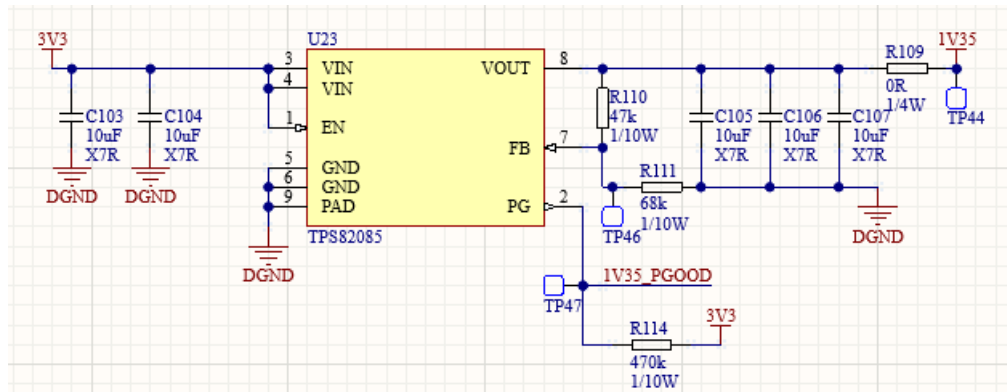 3V3
C103
10uF
X7R
DGND
C104
10uF
X7R
DGND
U23
3 VIN
4 VIN
1 EN
5 GND
6 GND
9 PAD
VOUT 8
FB 7
PG 2
TPS82085
DGND
R110
47k
1/10W
R111
68k
1/10W
TP46
C105
10uF
X7R
C106
10uF
X7R
C107
10uF
X7R
R109
0R
1/4W
1V35
TP44
DGND
TP47
1V35_PGOOD
R114
470k
1/10W
3V3